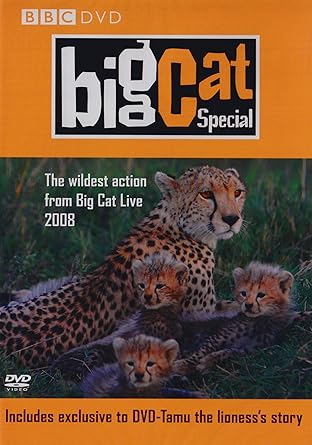 BBC DVD
big Cat
Special
The wildest action
from Big Cat Live
2008
DVD
VIDEO
Includes exclusive to DVD-Tamu the lioness's story